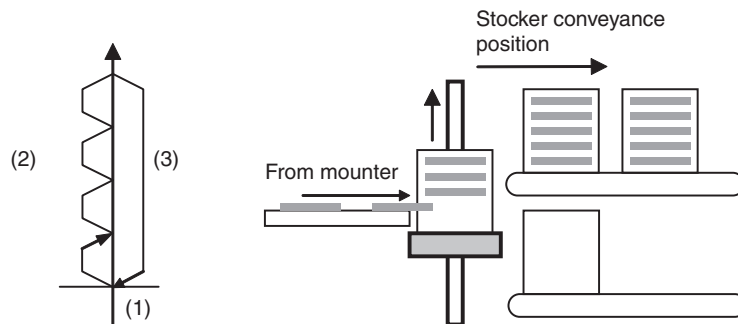 Stocker conveyance
position
(2)
(3)
From mounter
(1)